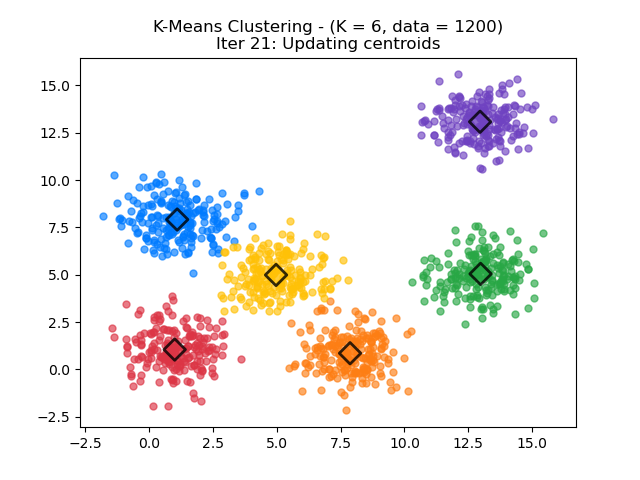 K-Means Clustering - (K = 6, data = 1200)
Iter 21: Updating centroids
15.0
12.5
10.0
7.5
5.0
2.5
0.0
−2.5
−2.5 0.0 2.5 5.0 7.5 10.0 12.5 15.0